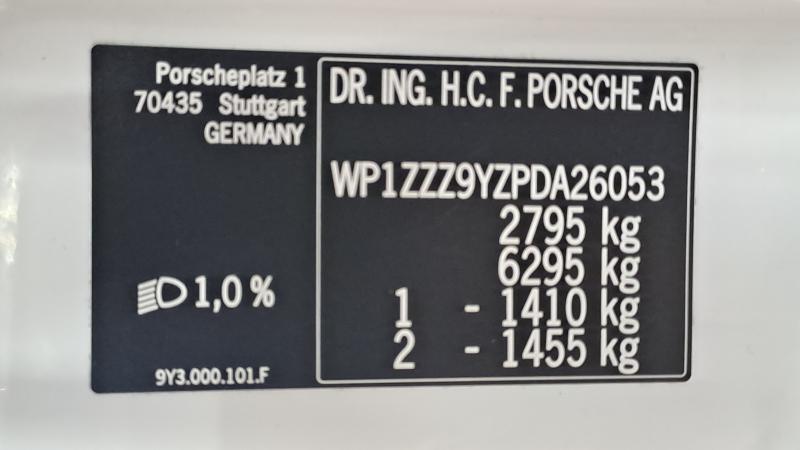 Porscheplatz 1
70435 Stuttgart
GERMANY
1,0 %
9Y3.000.101.F
DR. ING. H.C. F. PORSCHE AG
WP1ZZZ9YZPDA26053
2795 kg
6295 kg
1 - 1410 kg
2 - 1455 kg